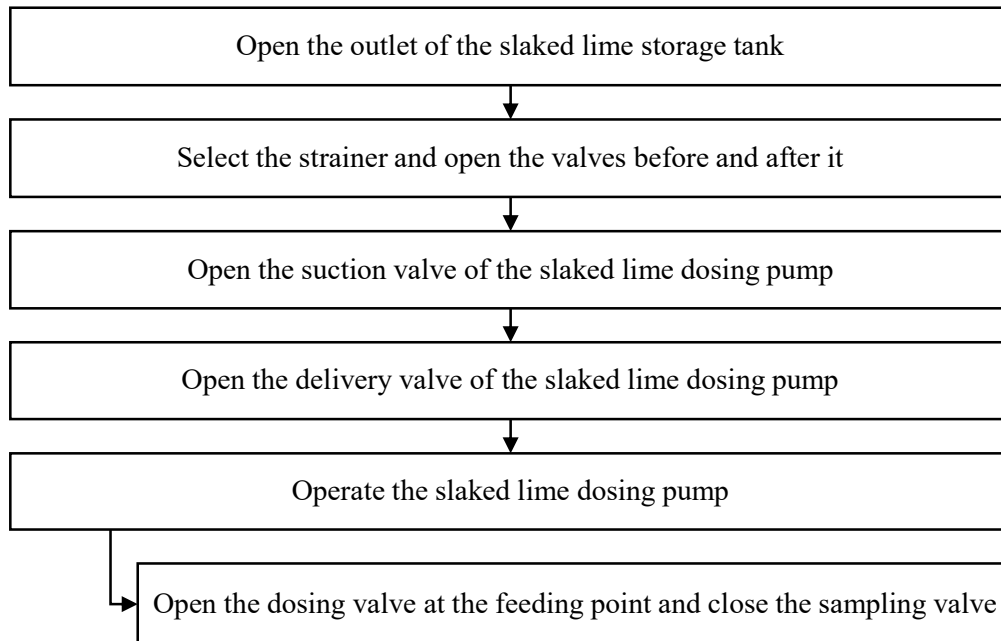 Open the outlet of the slaked lime storage tank
Select the strainer and open the valves before and after it
Open the suction valve of the slaked lime dosing pump
Open the delivery valve of the slaked lime dosing pump
Operate the slaked lime dosing pump
Open the dosing valve at the feeding point and close the sampling valve